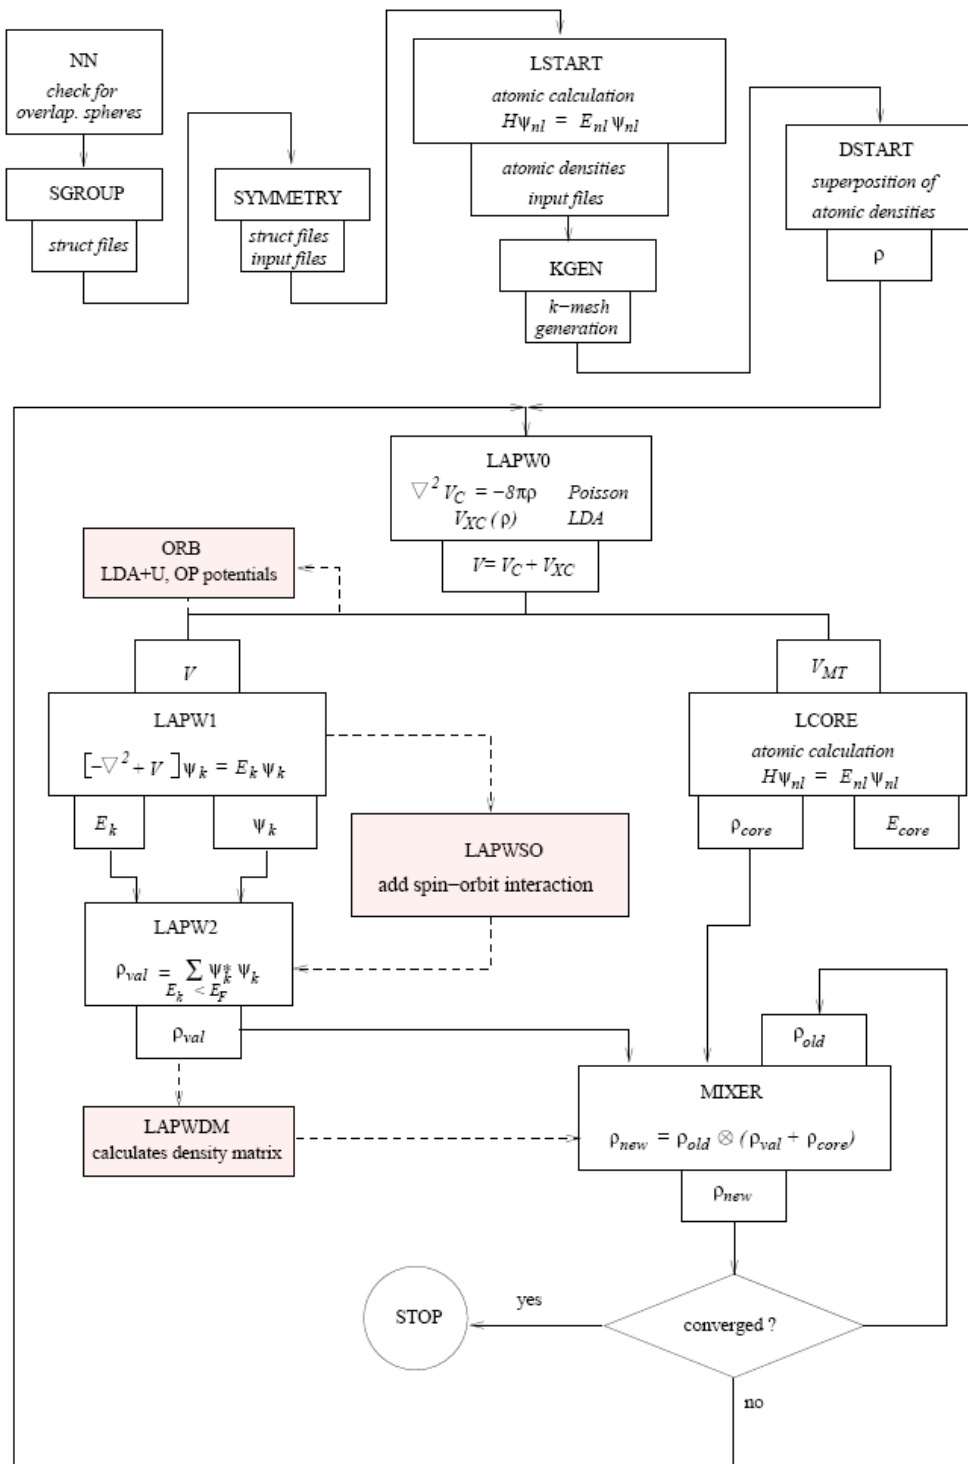 NN
check for
overlap. spheres
SGROUP
struct files
SYMMETRY
struct files
input files
LSTART
atomic calculation
Hψnl = Enl ψnl
atomic densities
input files
KGEN
k−mesh
generation
DSTART
superposition of
atomic densities
ρ
LAPW0
▽² VC = −8πρ Poisson
VXC (ρ) LDA
V= VC + VXC
ORB
LDA+U, OP potentials
V
LAPW1
[−▽² + V ] ψk = Ek ψk
Ek
ψk
VMT
LCORE
atomic calculation
Hψnl = Enl ψnl
ρcore
Ecore
LAPWSO
add spin−orbit interaction
LAPW2
ρval = Σ ψk* ψk
Ek < EF
ρval
LAPWDM
calculates density matrix
ρold
MIXER
ρnew = ρold ⊗ (ρval + ρcore)
ρnew
converged ?
yes
STOP
no